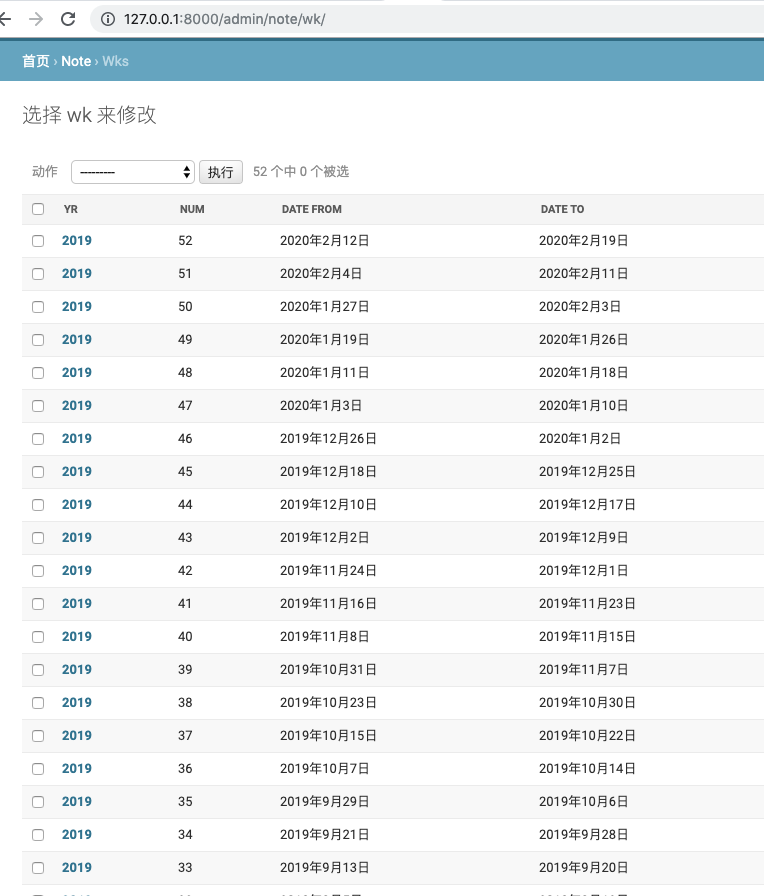 127.0.0.1:8000/admin/note/wk/
首页 › Note › Wks
选择 wk 来修改
动作 --------- 执行 52 个中 0 个被选
YR NUM DATE FROM DATE TO
2019 52 2020年2月12日 2020年2月19日
2019 51 2020年2月4日 2020年2月11日
2019 50 2020年1月27日 2020年2月3日
2019 49 2020年1月19日 2020年1月26日
2019 48 2020年1月11日 2020年1月18日
2019 47 2020年1月3日 2020年1月10日
2019 46 2019年12月26日 2020年1月2日
2019 45 2019年12月18日 2019年12月25日
2019 44 2019年12月10日 2019年12月17日
2019 43 2019年12月2日 2019年12月9日
2019 42 2019年11月24日 2019年12月1日
2019 41 2019年11月16日 2019年11月23日
2019 40 2019年11月8日 2019年11月15日
2019 39 2019年10月31日 2019年11月7日
2019 38 2019年10月23日 2019年10月30日
2019 37 2019年10月15日 2019年10月22日
2019 36 2019年10月7日 2019年10月14日
2019 35 2019年9月29日 2019年10月6日
2019 34 2019年9月21日 2019年9月28日
2019 33 2019年9月13日 2019年9月20日